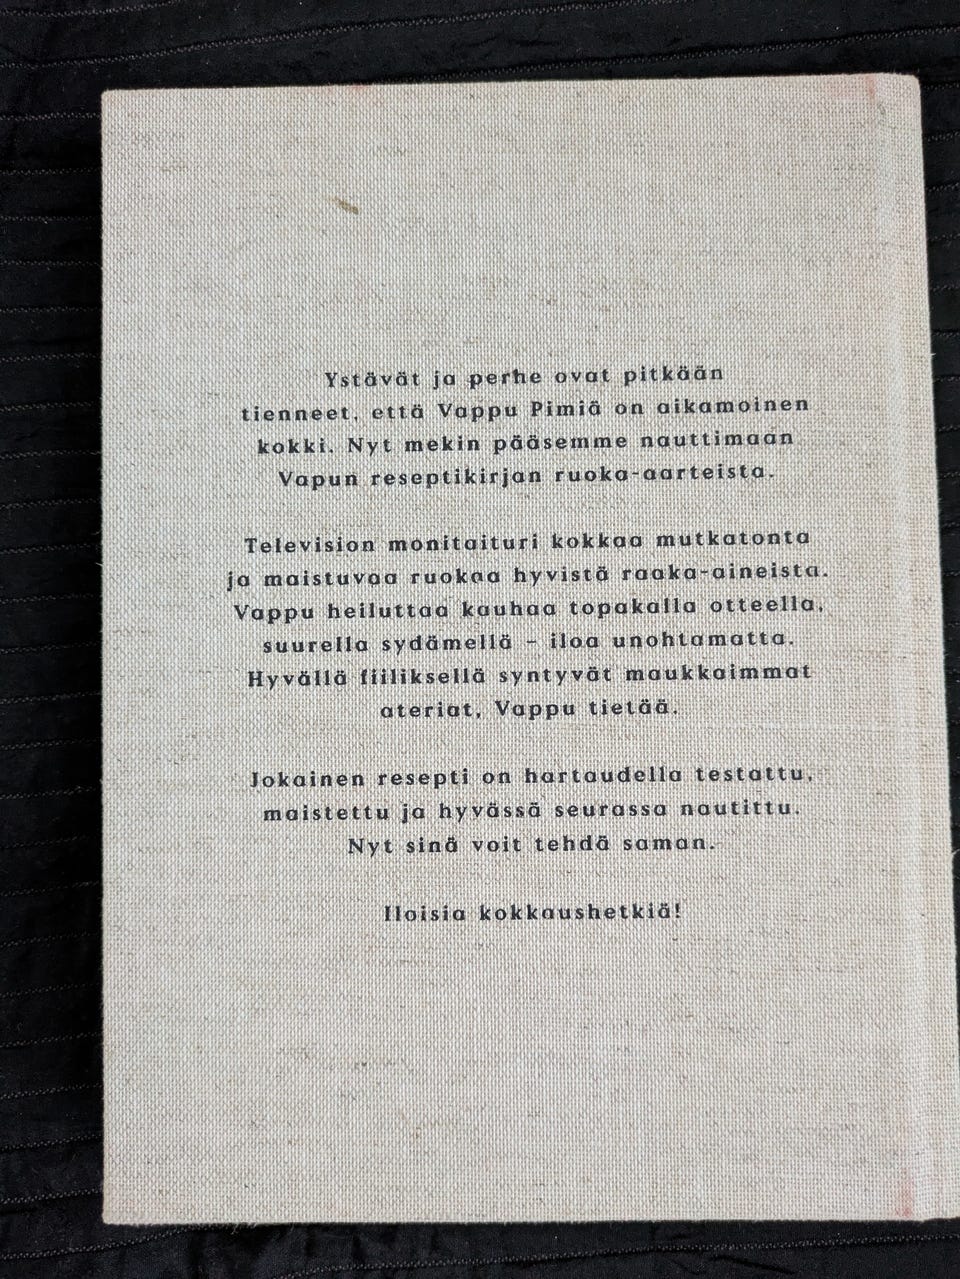 Ystävät ja perhe ovat pitkään
tienneet, että Vappu Pimiä on aikamoinen
kokki. Nyt mekin pääsemme nauttimaan
Vapun reseptikirjan ruoka-aarteista.
Television monitaituri kokkaa mutkatonta
ja maistuvaa ruokaa hyvistä raaka-aineista.
Vappu heiluttaa kauhaa topakalla otteella,
suurella sydämellä – iloa unohtamatta.
Hyvällä fiiliksellä syntyvät maukkaimmat
ateriat, Vappu tietää.
Jokainen resepti on hartaudella testattu,
maistettu ja hyvässä seurassa nautittu.
Nyt sinä voit tehdä saman.
Iloisia kokkaushetkiä!